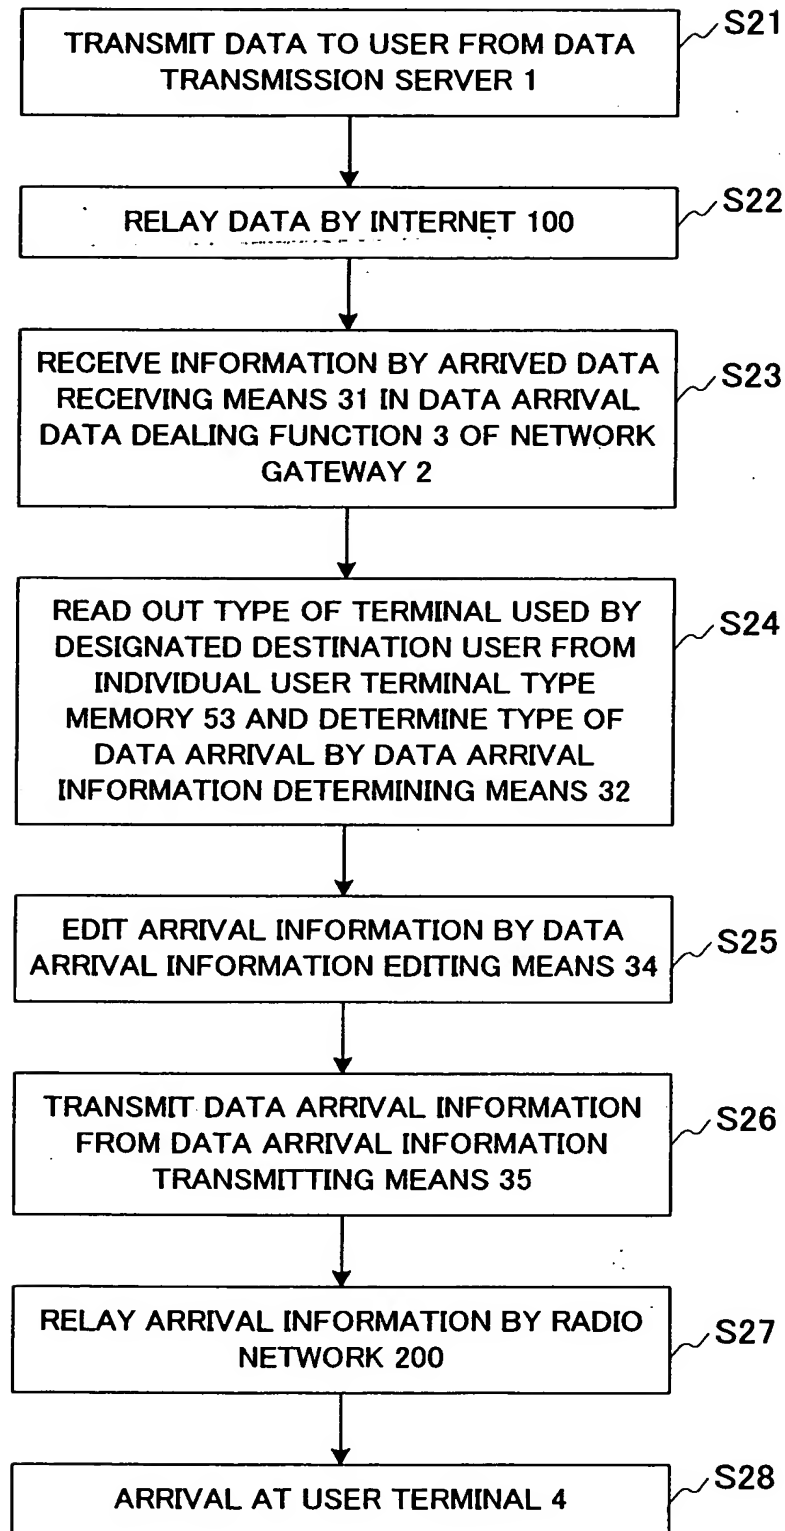 TRANSMIT DATA TO USER FROM DATA
TRANSMISSION SERVER 1
S21
RELAY DATA BY INTERNET 100
S22
RECEIVE INFORMATION BY ARRIVED DATA
RECEIVING MEANS 31 IN DATA ARRIVAL
DATA DEALING FUNCTION 3 OF NETWORK
GATEWAY 2
S23
READ OUT TYPE OF TERMINAL USED BY
DESIGNATED DESTINATION USER FROM
INDIVIDUAL USER TERMINAL TYPE
MEMORY 53 AND DETERMINE TYPE OF
DATA ARRIVAL BY DATA ARRIVAL
INFORMATION DETERMINING MEANS 32
S24
EDIT ARRIVAL INFORMATION BY DATA
ARRIVAL INFORMATION EDITING MEANS 34
S25
TRANSMIT DATA ARRIVAL INFORMATION
FROM DATA ARRIVAL INFORMATION
TRANSMITTING MEANS 35
S26
RELAY ARRIVAL INFORMATION BY RADIO
NETWORK 200
S27
ARRIVAL AT USER TERMINAL 4
S28